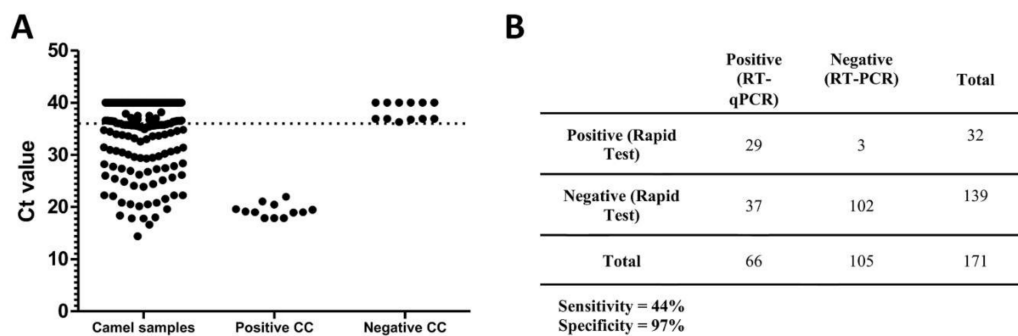 A
Ct value
50
40
30
20
10
0
Camel samples
Positive CC
Negative CC
B
Positive
(RT-
qPCR)
Negative
(RT-PCR)
Total
Positive (Rapid
Test)
29
3
32
Negative (Rapid
Test)
37
102
139
Total
66
105
171
Sensitivity = 44%
Specificity = 97%